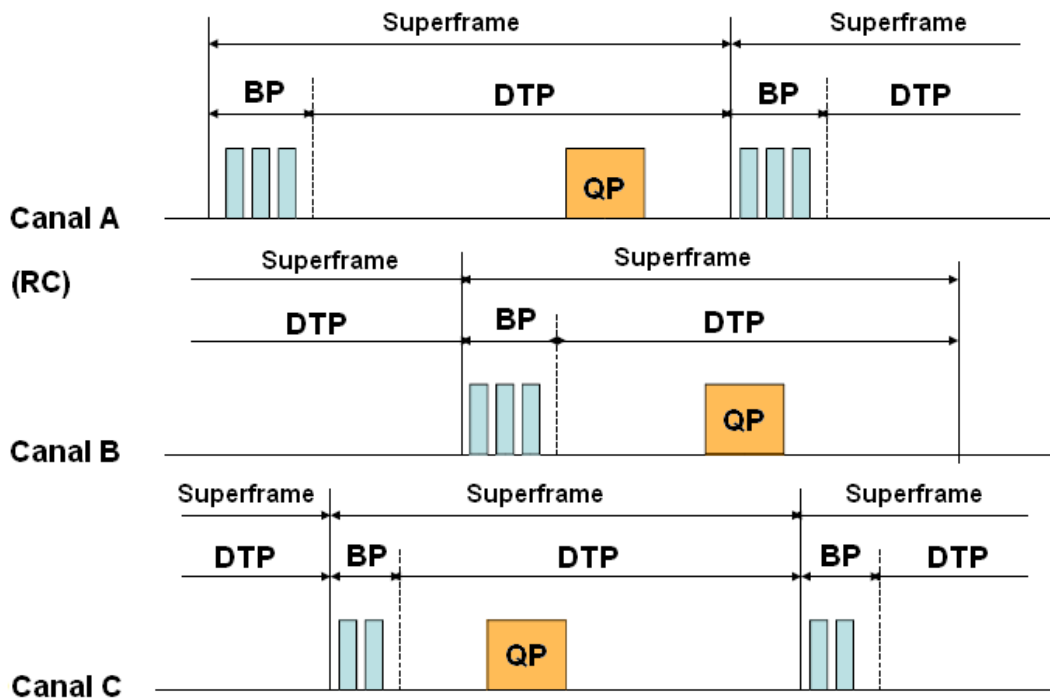 Superframe Superframe
BP DTP BP DTP
QP
Canal A
(RC)
Superframe Superframe
DTP BP DTP
QP
Canal B
Superframe Superframe Superframe
DTP BP DTP BP DTP
QP
Canal C